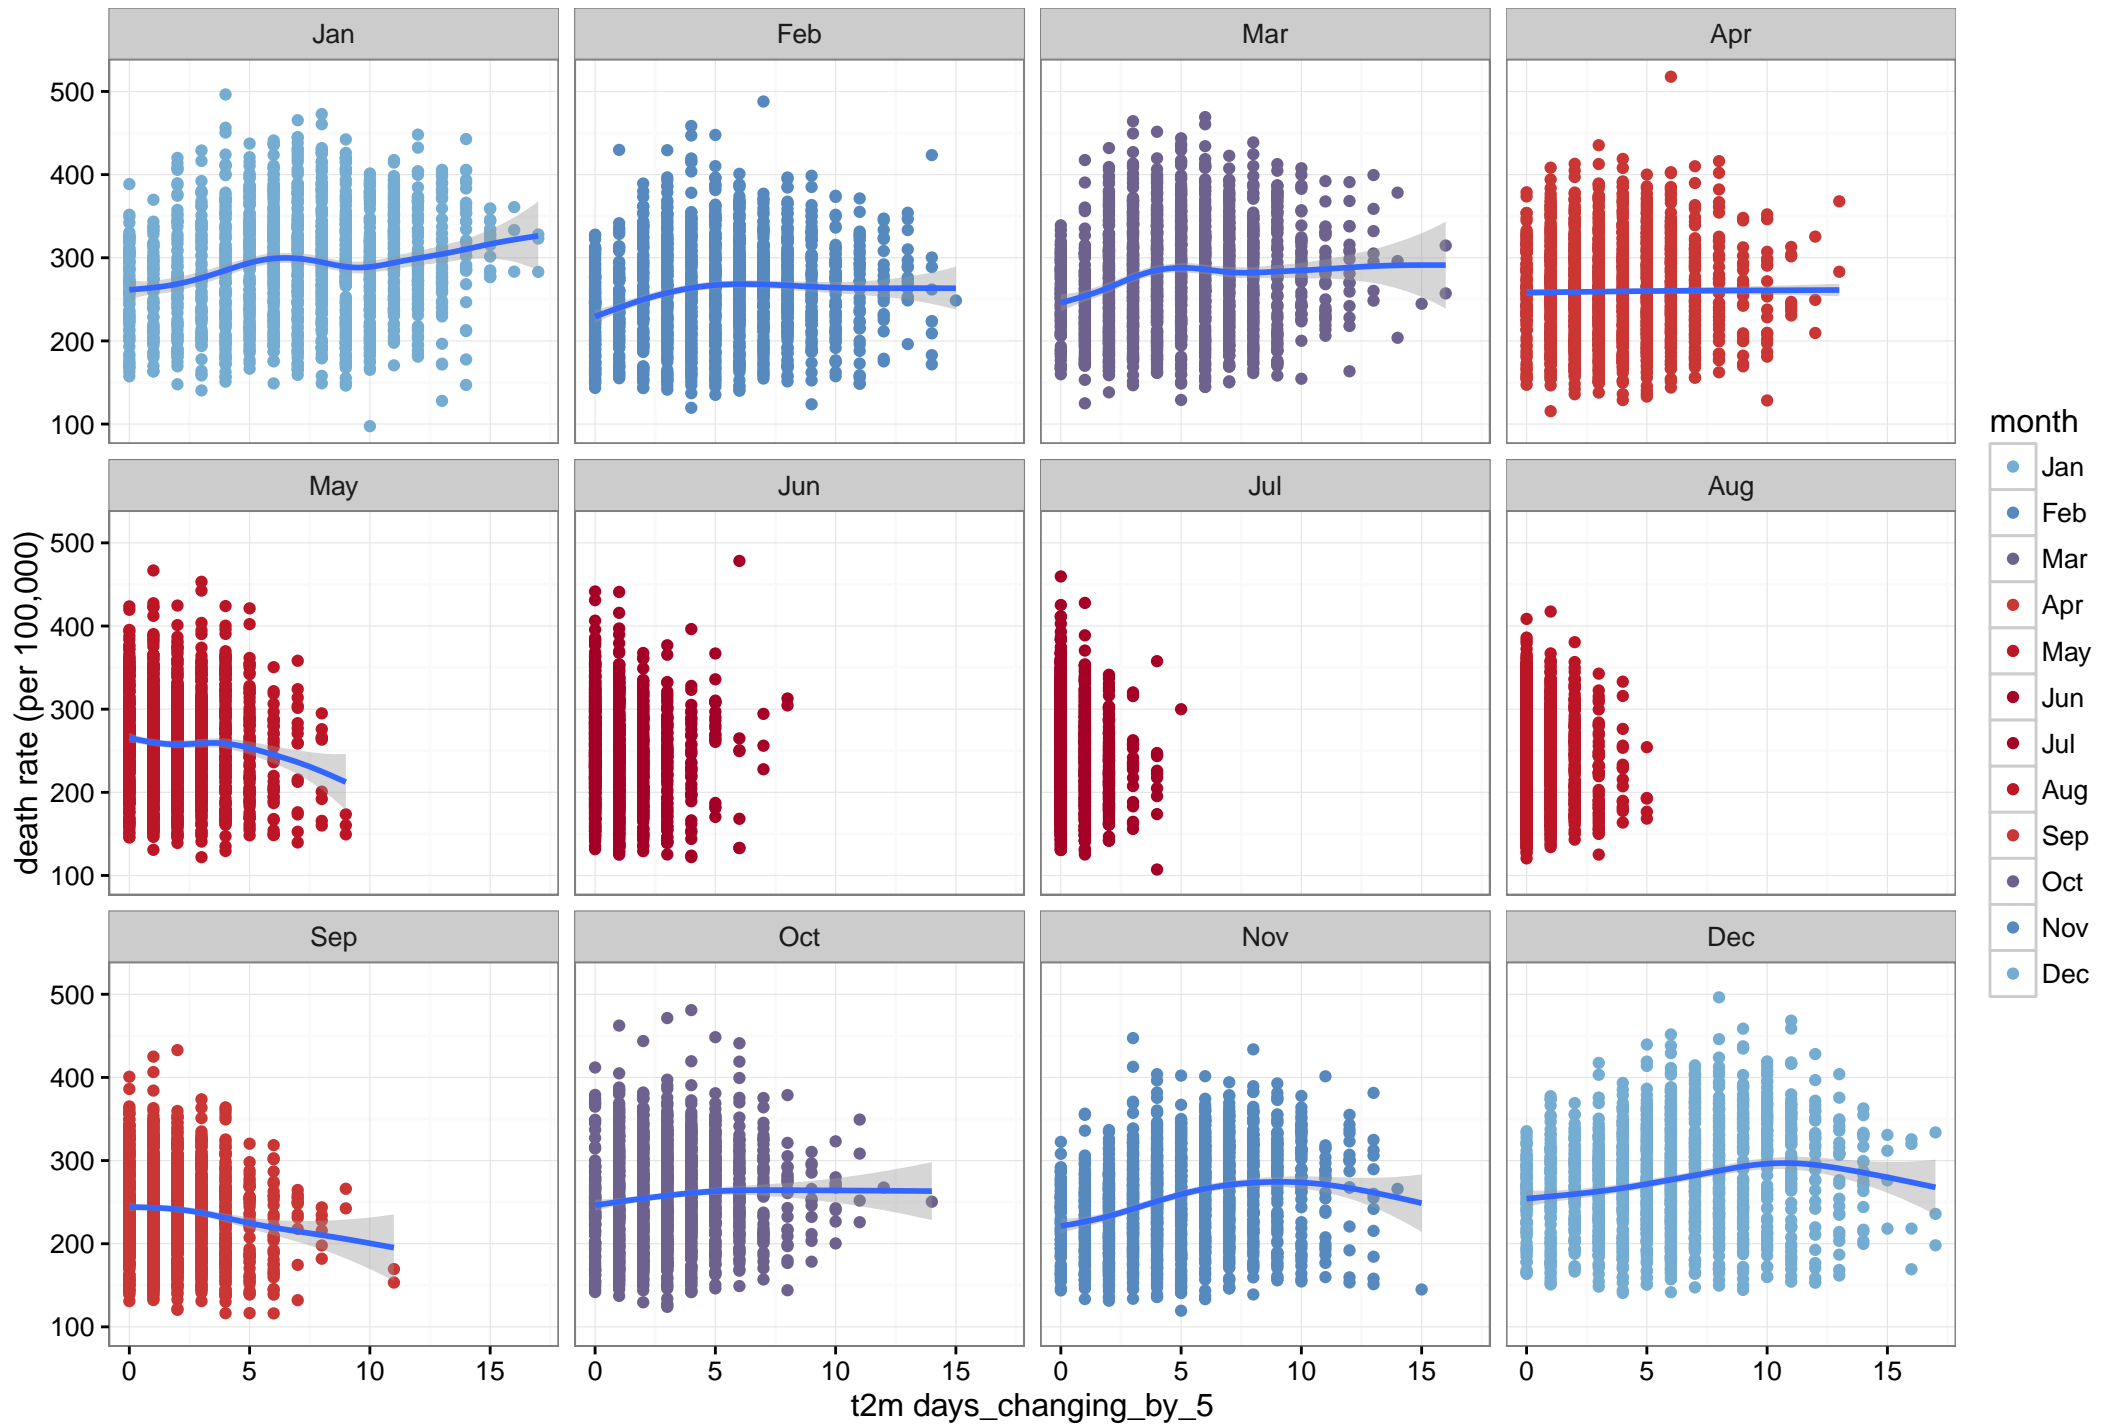 Jan Feb Mar Apr
500
400
300
200
100
May Jun Jul Aug
500
400
300
200
100
Sep Oct Nov Dec
500
400
300
200
100
0 5 10 15 0 5 10 15 0 5 10 15 0 5 10 15
t2m days_changing_by_5
death rate (per 100,000)
month
Jan
Feb
Mar
Apr
May
Jun
Jul
Aug
Sep
Oct
Nov
Dec